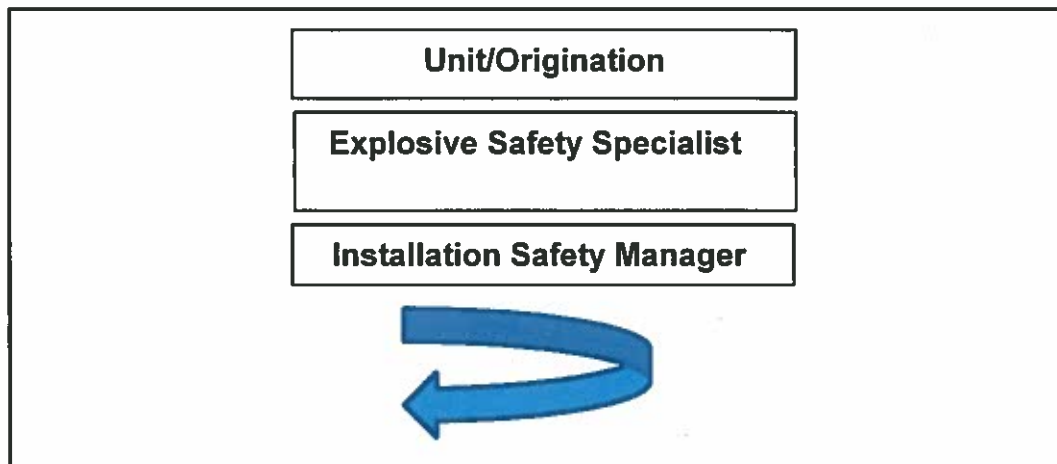 Unit/Origination
Explosive Safety Specialist
Installation Safety Manager